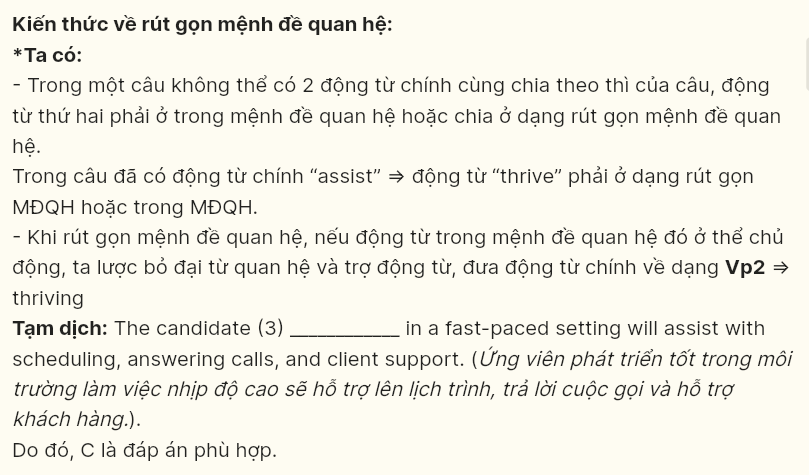 Kiến thức về rút gọn mệnh đề quan hệ:
*Ta có:
- Trong một câu không thể có 2 động từ chính cùng chia theo thì của câu, động
từ thứ hai phải ở trong mệnh đề quan hệ hoặc chia ở dạng rút gọn mệnh đề quan
hệ.
Trong câu đã có động từ chính “assist” ⇒ động từ “thrive” phải ở dạng rút gọn
MĐQH hoặc trong MĐQH.
- Khi rút gọn mệnh đề quan hệ, nếu động từ trong mệnh đề quan hệ đó ở thể chủ
động, ta lược bỏ đại từ quan hệ và trợ động từ, đưa động từ chính về dạng Vp2 ⇒
thriving
Tạm dịch: The candidate (3) ____________ in a fast-paced setting will assist with
scheduling, answering calls, and client support. (Ứng viên phát triển tốt trong môi
trường làm việc nhịp độ cao sẽ hỗ trợ lên lịch trình, trả lời cuộc gọi và hỗ trợ
khách hàng.).
Do đó, C là đáp án phù hợp.